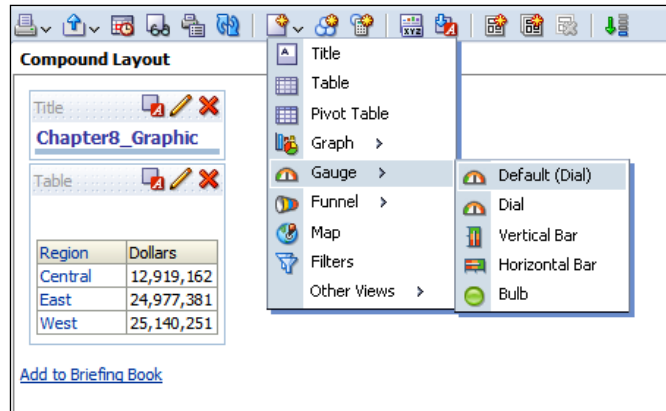 XYZ
Compound Layout
Title
Chapter8_Graphic
Table
Region Dollars
Central 12,919,162
East 24,977,381
West 25,140,251
Add to Briefing Book
A Title
Table
Pivot Table
Graph >
Gauge >
Funnel >
Map
Filters
Other Views >
Default (Dial)
Dial
Vertical Bar
Horizontal Bar
Bulb